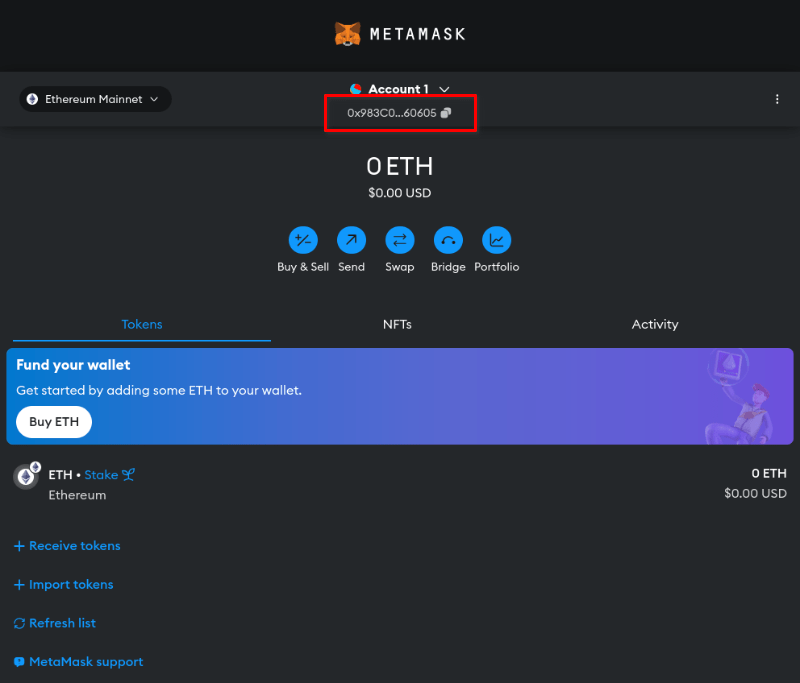 METAMASK
Ethereum Mainnet
Account 1
0x983C0...60605
0 ETH
$0.00 USD
Buy & Sell Send Swap Bridge Portfolio
Tokens NFTs Activity
Fund your wallet
Get started by adding some ETH to your wallet.
Buy ETH
ETH • Stake 0 ETH
Ethereum $0.00 USD
+ Receive tokens
+ Import tokens
Refresh list
MetaMask support